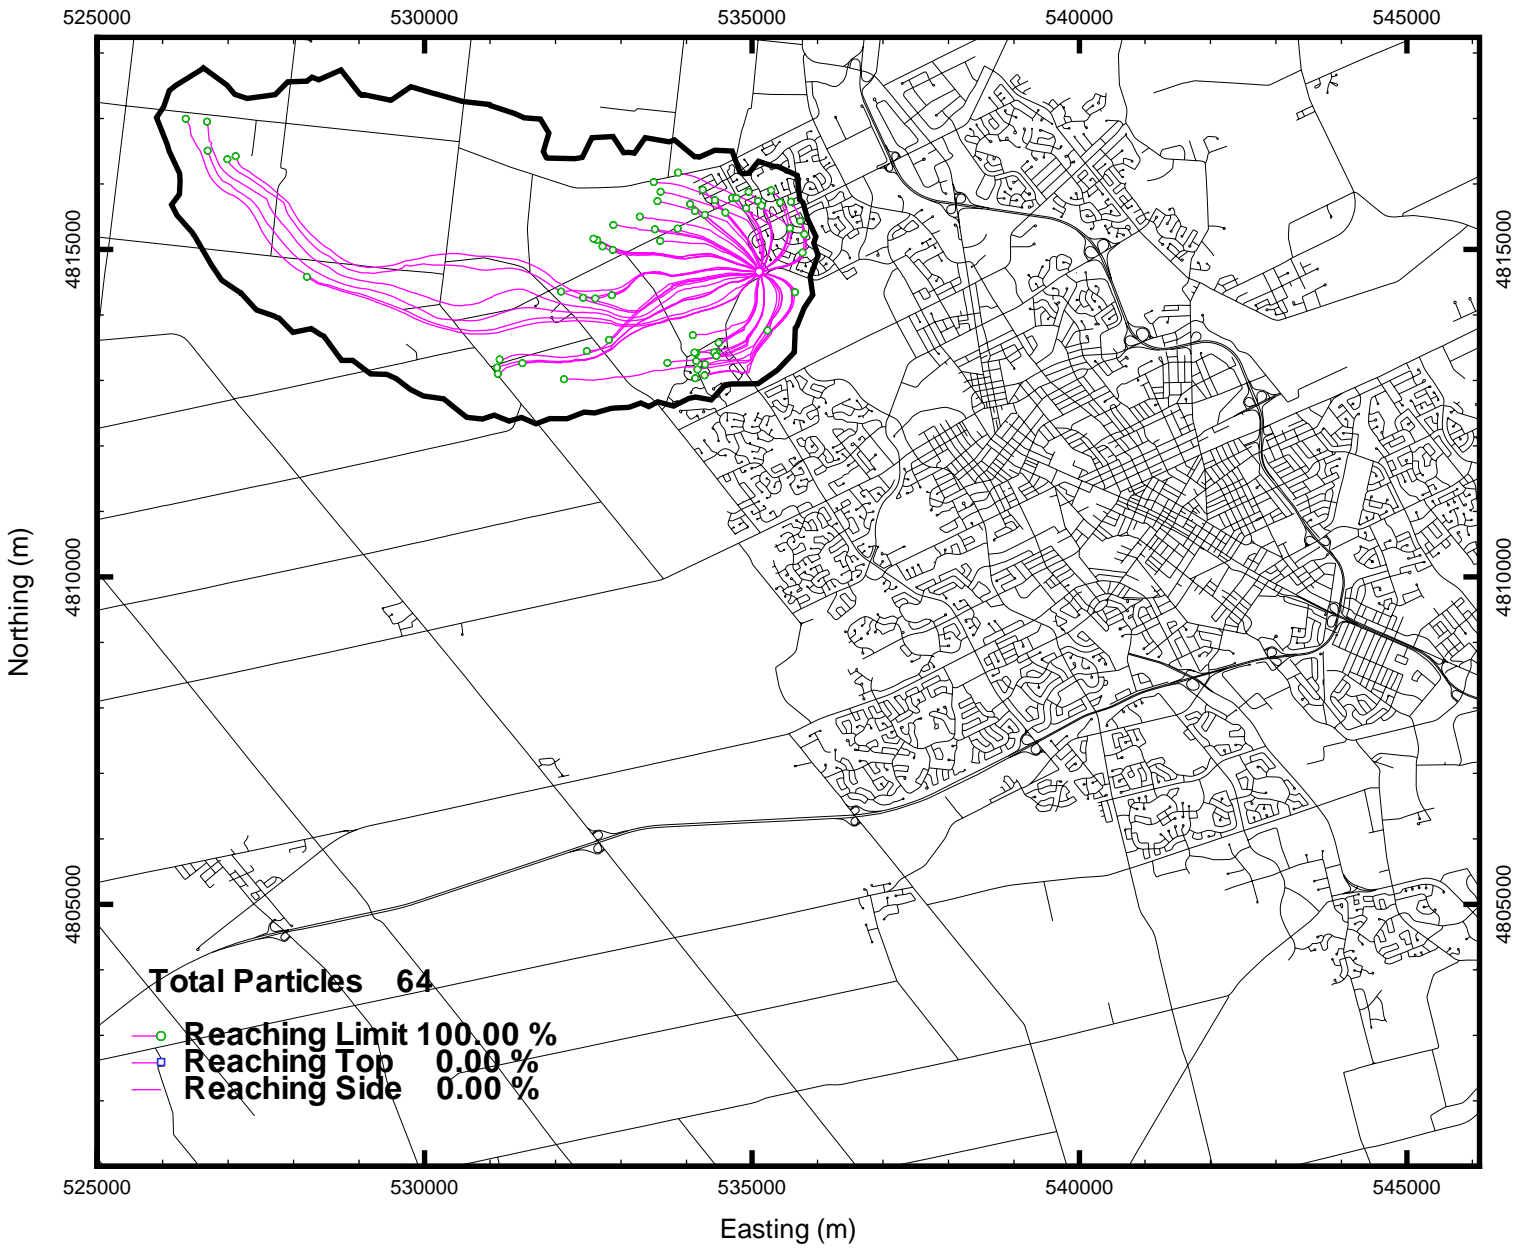 525000 530000 535000 540000 545000
4815000 4815000
4810000 4810000
4805000 4805000
Northing (m)
Total Particles 64
Reaching Limit 100.00 %
Reaching Top 0.00 %
Reaching Side 0.00 %
525000 530000 535000 540000 545000
Easting (m)